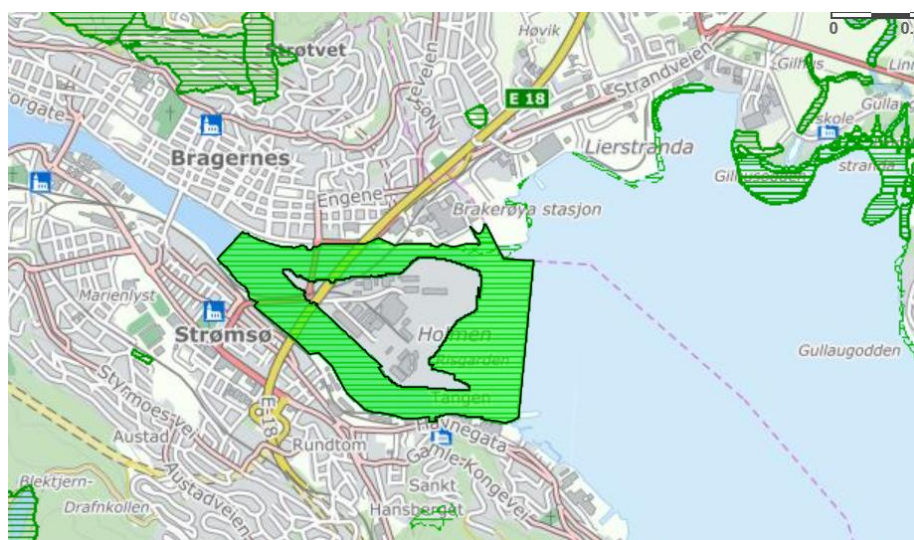 0
Strøtvet
Høvik
Strandveien
Gilhus
E 18
skole
Bragernes
Lierstranda
Engene
Brakerøya stasjon
Marienlyst
Strømsø
Holmen
Gullaugodden
Tangen
E 18
Havnegata
Rundtom
Austad
Styrmoes vei
Gamle-Kongevei
Austadveien
Sankt
Hansberget
Blektjern-
Drafnkollen